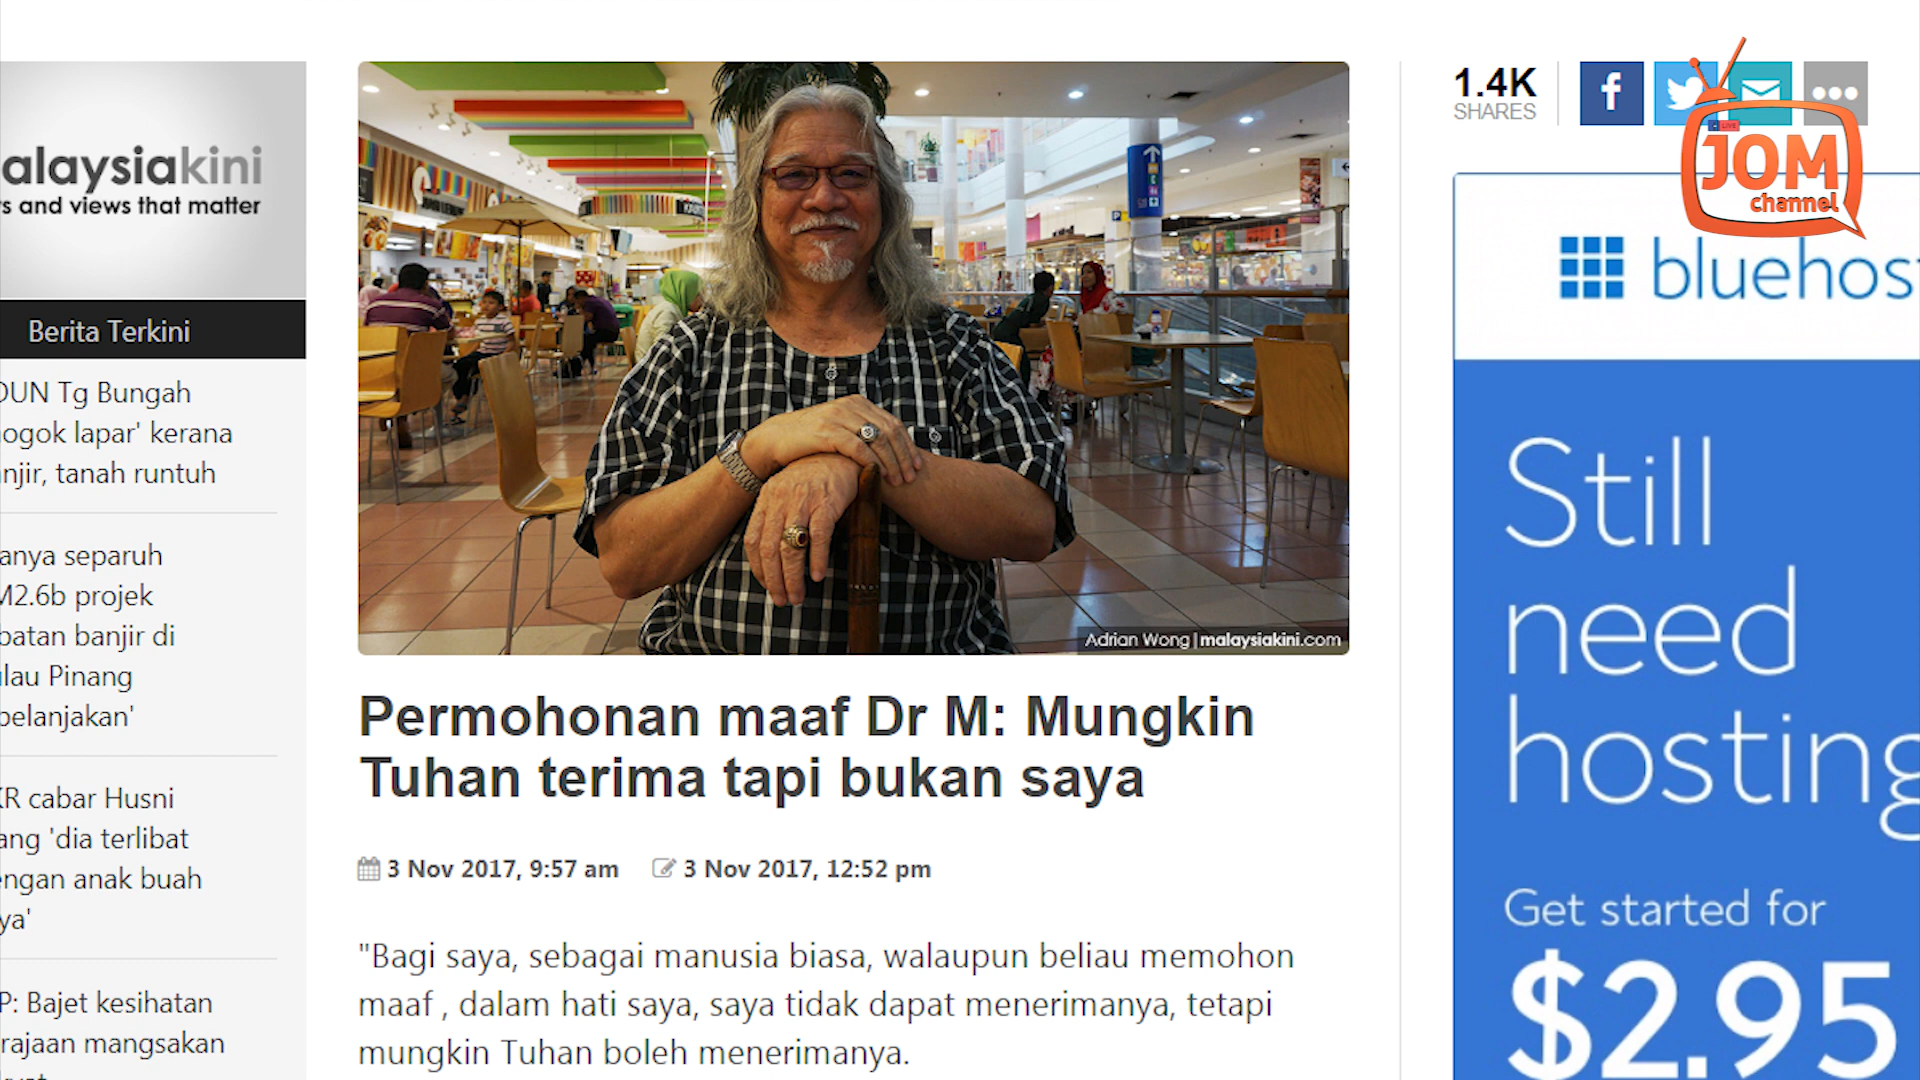 alaysiakini
s and views that matter
Berita Terkini
DUN Tg Bungah
ogok lapar' kerana
njir, tanah runtuh
anya separuh
M2.6b projek
batan banjir di
lau Pinang
belanjakan'
KR cabar Husni
ang 'dia terlibat
engan anak buah
ya'
P: Bajet kesihatan
rajaan mangsakan
Adrian Wong | malaysiakini.com
Permohonan maaf Dr M: Mungkin
Tuhan terima tapi bukan saya
3 Nov 2017, 9:57 am 3 Nov 2017, 12:52 pm
"Bagi saya, sebagai manusia biasa, walaupun beliau memohon
maaf , dalam hati saya, saya tidak dapat menerimanya, tetapi
mungkin Tuhan boleh menerimanya.
1.4K
SHARES
LIVE
JOM
channel
bluehost
Still
need
hosting
Get started for
$2.95